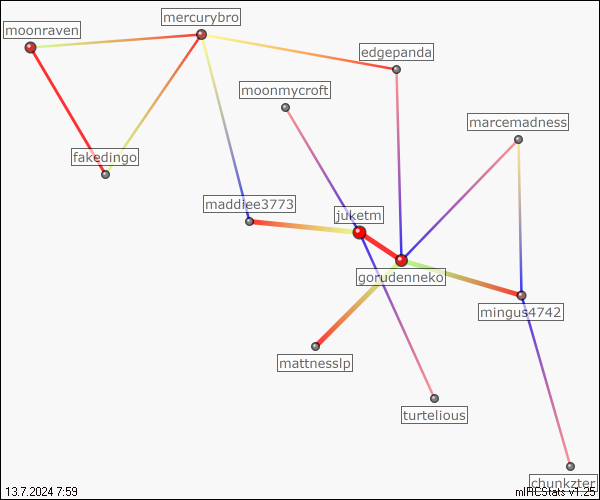 mercurybro
moonraven
edgepanda
moonmycroft
marcemadness
fakedingo
maddiee3773
juketm
gorudenneko
mingus4742
mattnesslp
turtelious
chunkzter
13.7.2024 7:59
mIRCStats v1.25